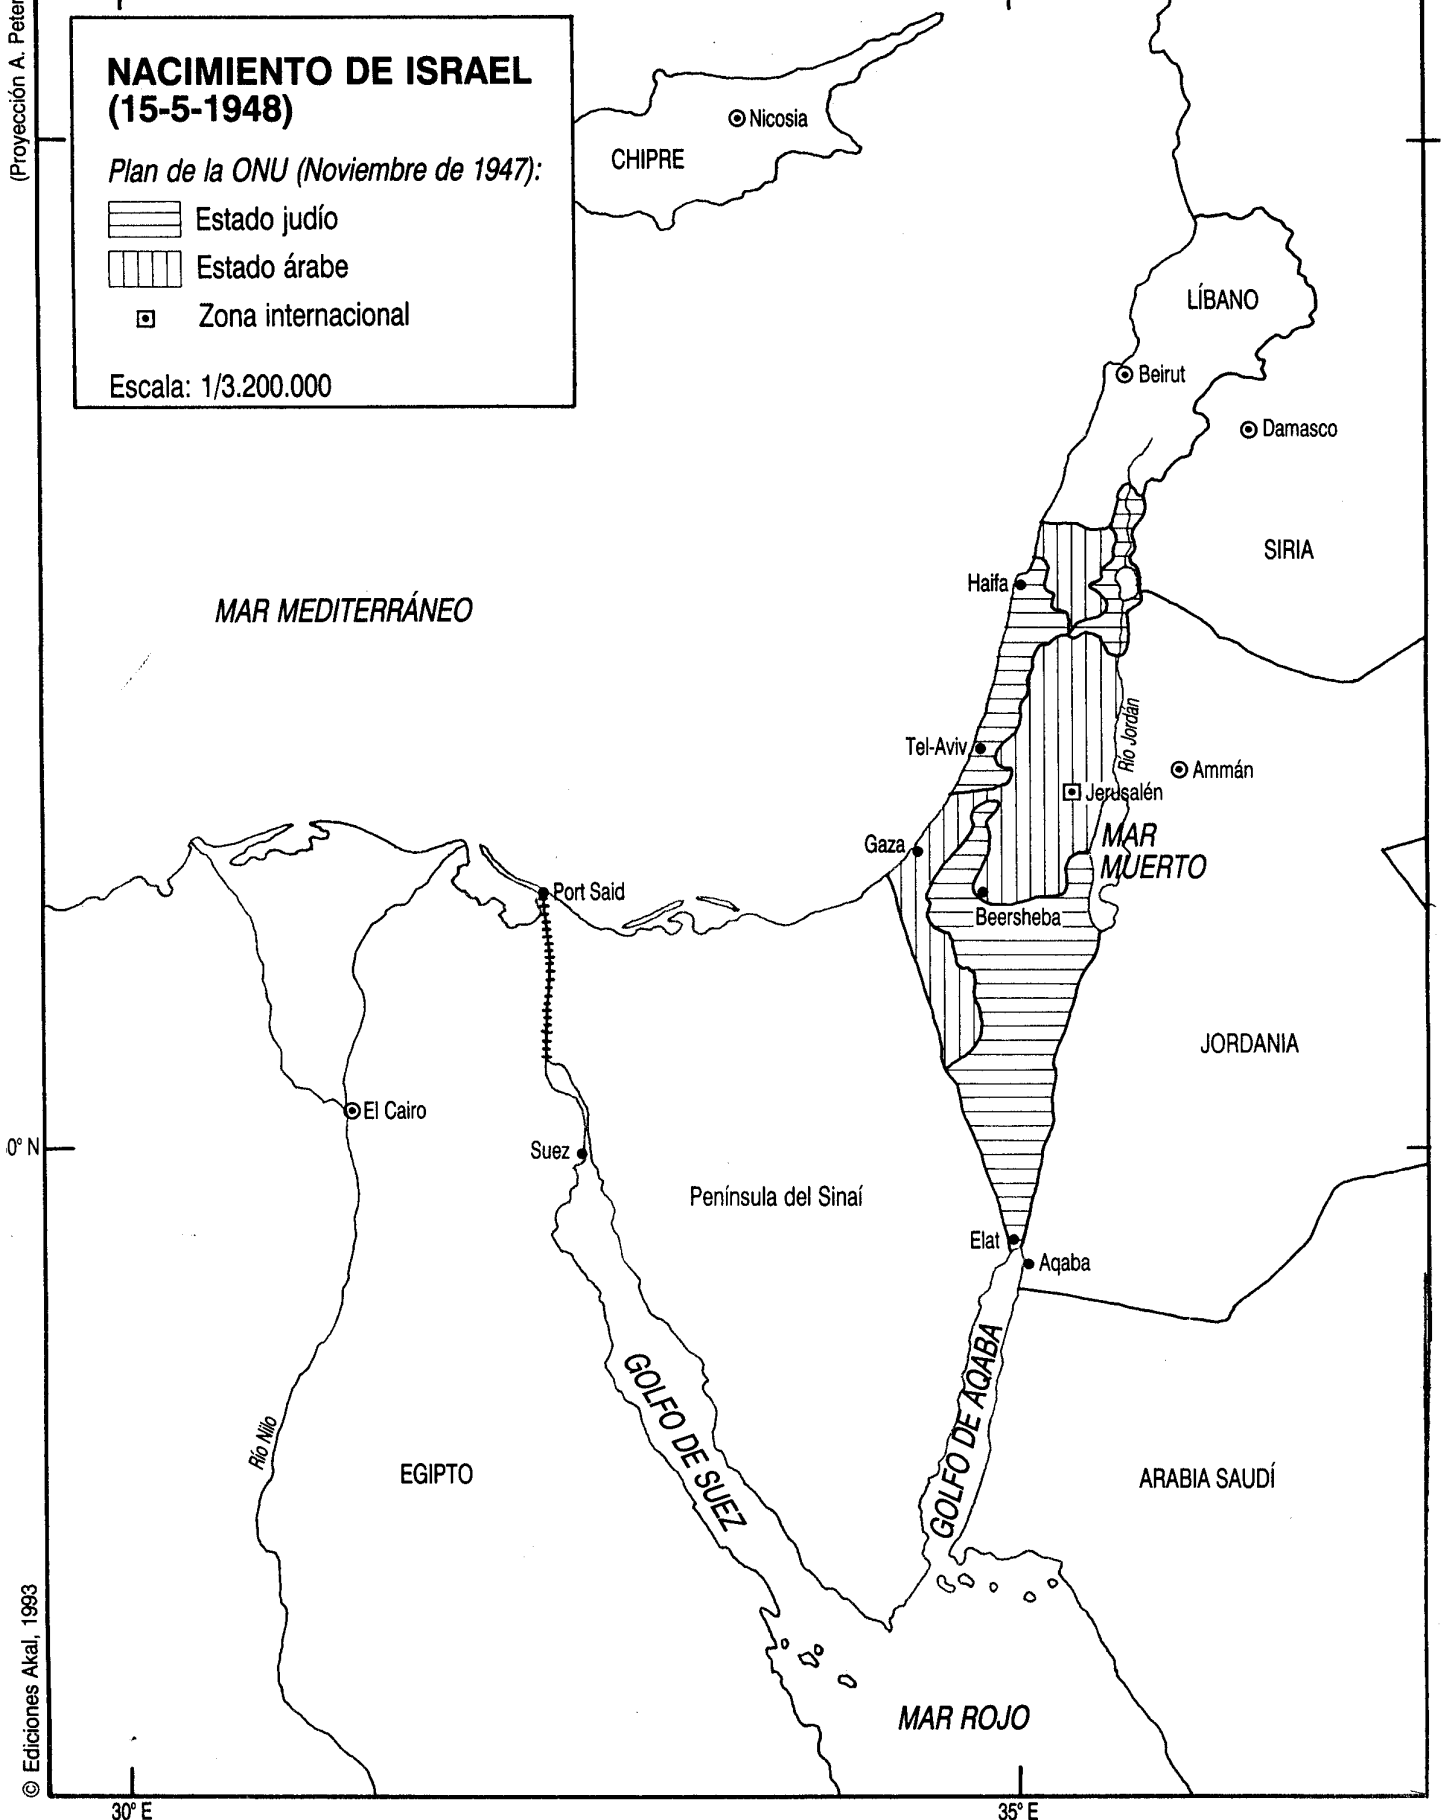 (Proyección A. Peter
NACIMIENTO DE ISRAEL
(15-5-1948)
Plan de la ONU (Noviembre de 1947):
Estado judío
Estado árabe
Zona internacional
Escala: 1/3.200.000
Nicosia
CHIPRE
LÍBANO
Beirut
Damasco
SIRIA
Haifa
MAR MEDITERRÁNEO
Río Jordán
Tel-Aviv
Ammán
Jerusalén
Gaza
MAR
MUERTO
Port Said
Beersheba
JORDANIA
El Cairo
0° N
Suez
Península del Sinaí
Elat
Aqaba
GOLFO DE SUEZ
GOLFO DE AQABA
Río Nilo
EGIPTO
ARABIA SAUDÍ
MAR ROJO
© Ediciones Akal, 1993
30° E
35° E